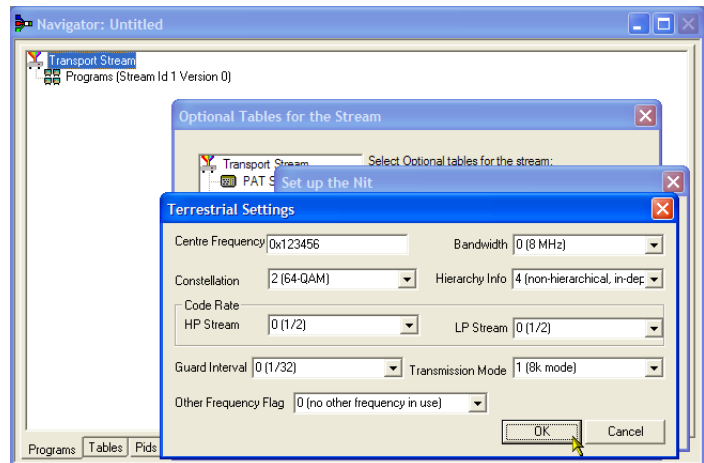 Navigator: Untitled
Transport Stream
Programs (Stream Id 1 Version 0)
Optional Tables for the Stream
Transport Stream
Select Optional tables for the stream:
PAT S
Set up the Nit
Terrestrial Settings
Centre Frequency 0x123456 Bandwidth 0 (8 MHz)
Constellation 2 (64-QAM) Hierarchy Info 4 (non-hierarchical, in-dep
Code Rate
HP Stream 0 (1/2) LP Stream 0 (1/2)
Guard Interval 0 (1/32) Transmission Mode 1 (8k mode)
Other Frequency Flag 0 (no other frequency in use)
OK Cancel
Programs Tables Pids